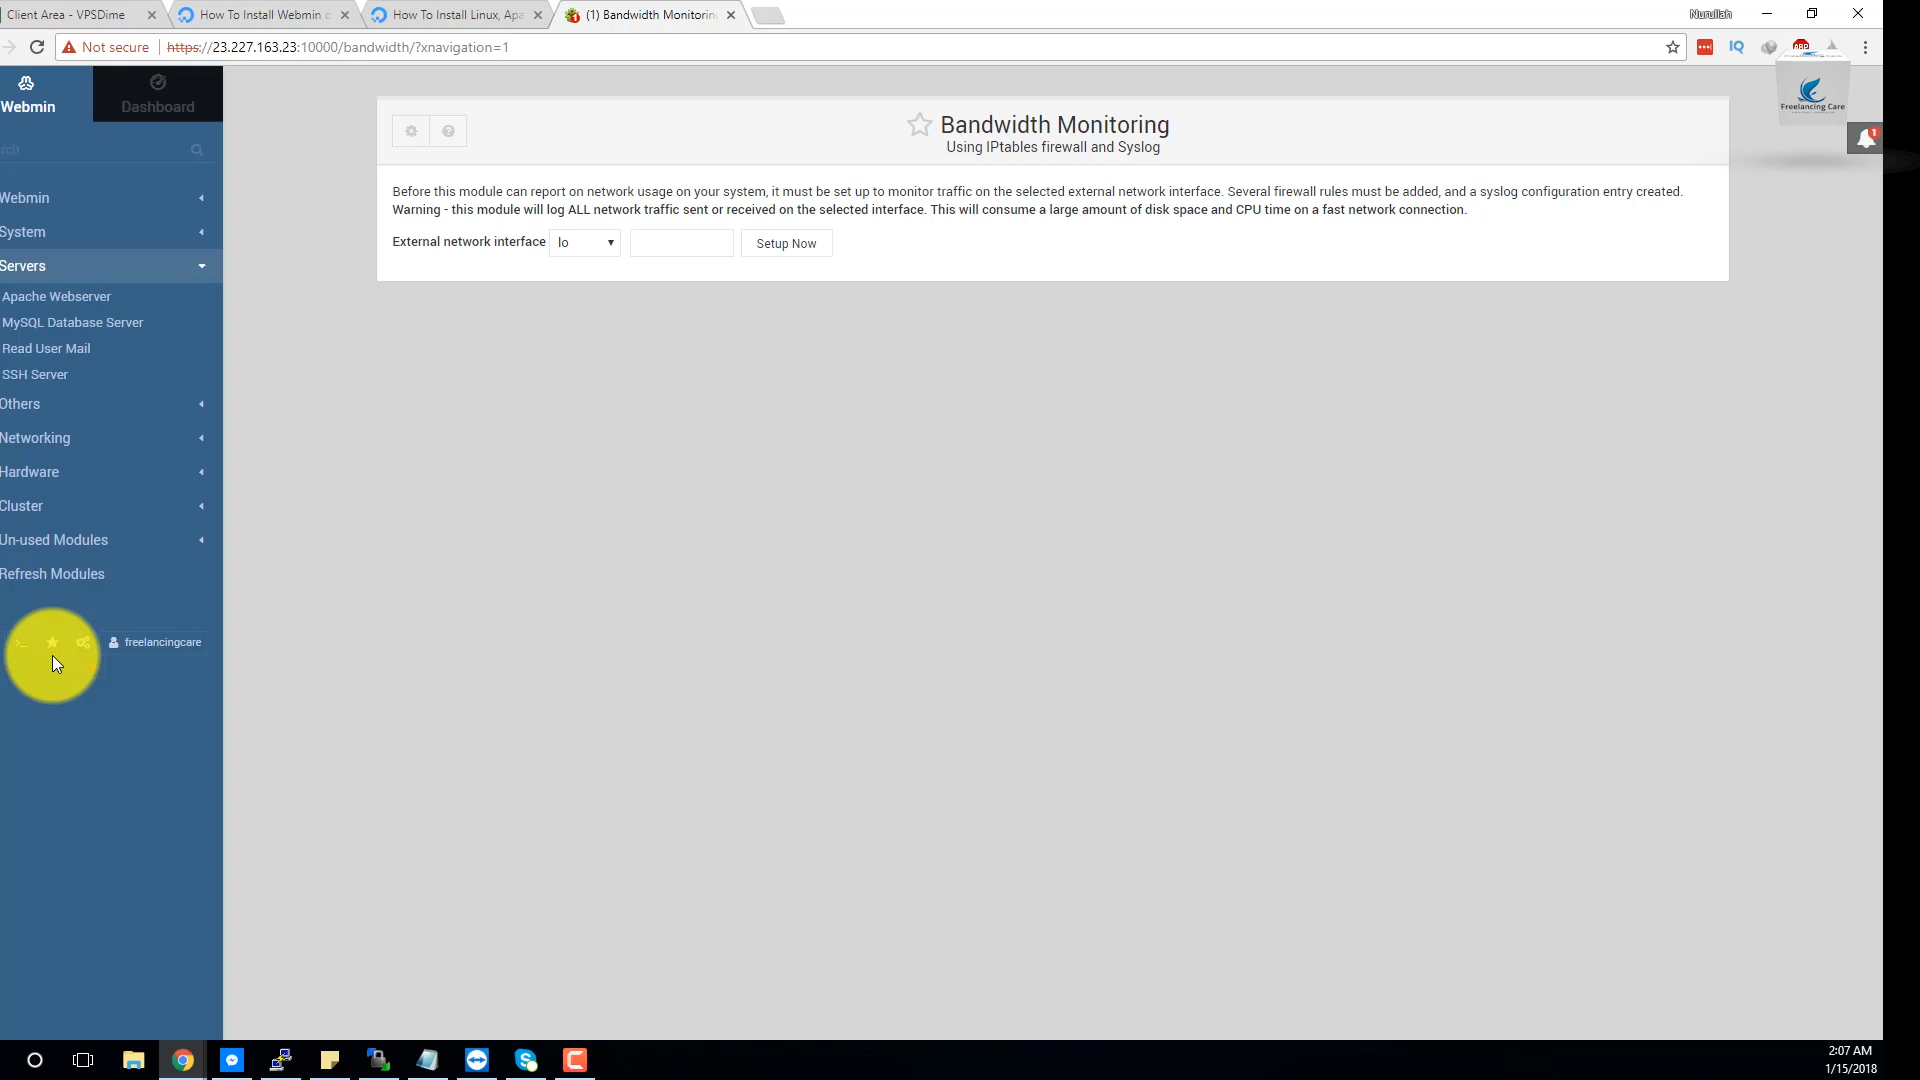 Client Area - VPSDime
How To Install Webmin o
How To Install Linux, Apa
(1) Bandwidth Monitoring
Nurullah
Not secure
https://23.227.163.23:10000/bandwidth/?xnavigation=1
IQ
ABP
Webmin
Dashboard
Freelancing Care
1
rch
Bandwidth Monitoring
Using IPtables firewall and Syslog
Before this module can report on network usage on your system, it must be set up to monitor traffic on the selected external network interface. Several firewall rules must be added, and a syslog configuration entry created.
Warning - this module will log ALL network traffic sent or received on the selected interface. This will consume a large amount of disk space and CPU time on a fast network connection.
External network interface
lo
Setup Now
Webmin
System
Servers
Apache Webserver
MySQL Database Server
Read User Mail
SSH Server
Others
Networking
Hardware
Cluster
Un-used Modules
Refresh Modules
freelancingcare
2:07 AM
1/15/2018